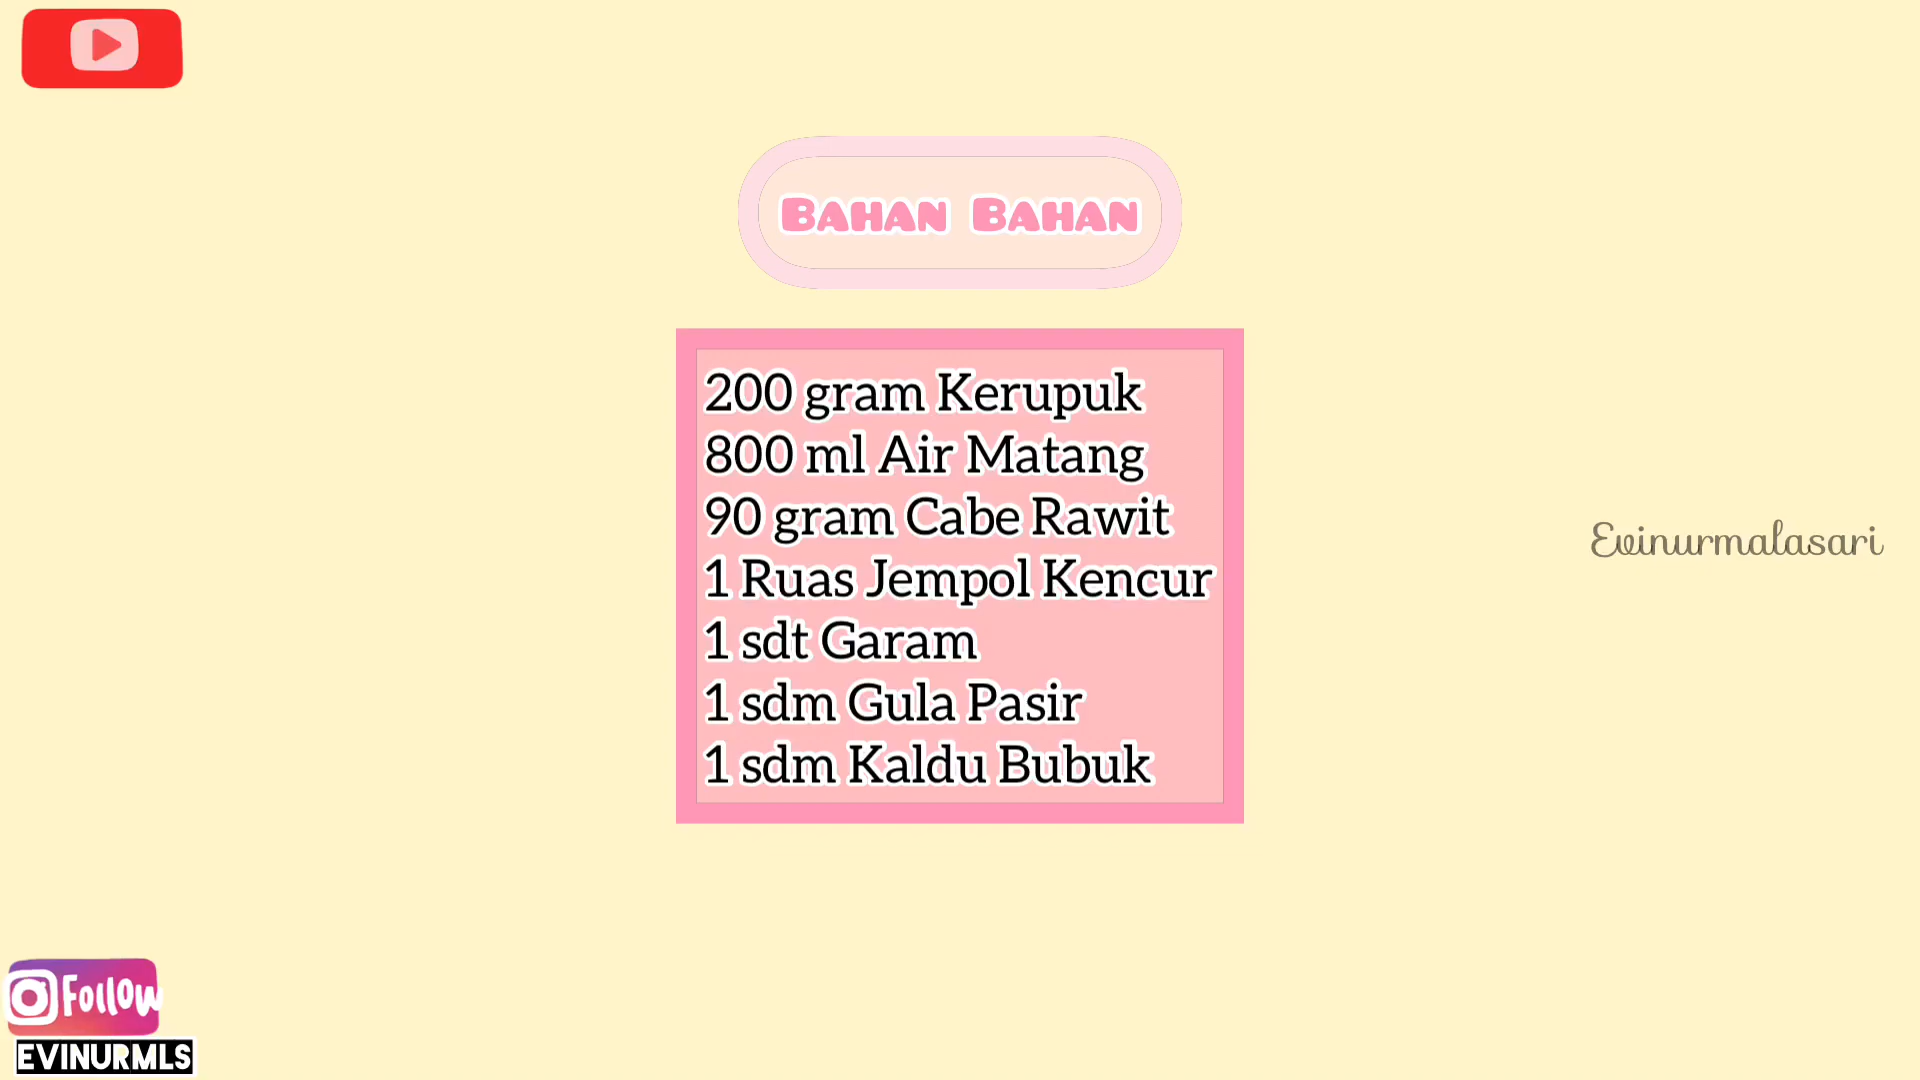 Bahan Bahan
200 gram Kerupuk
800 ml Air Matang
90 gram Cabe Rawit
1 Ruas Jempol Kencur
1 sdt Garam
1 sdm Gula Pasir
1 sdm Kaldu Bubuk
Evinurmalasari
Follow
EVINURMLS